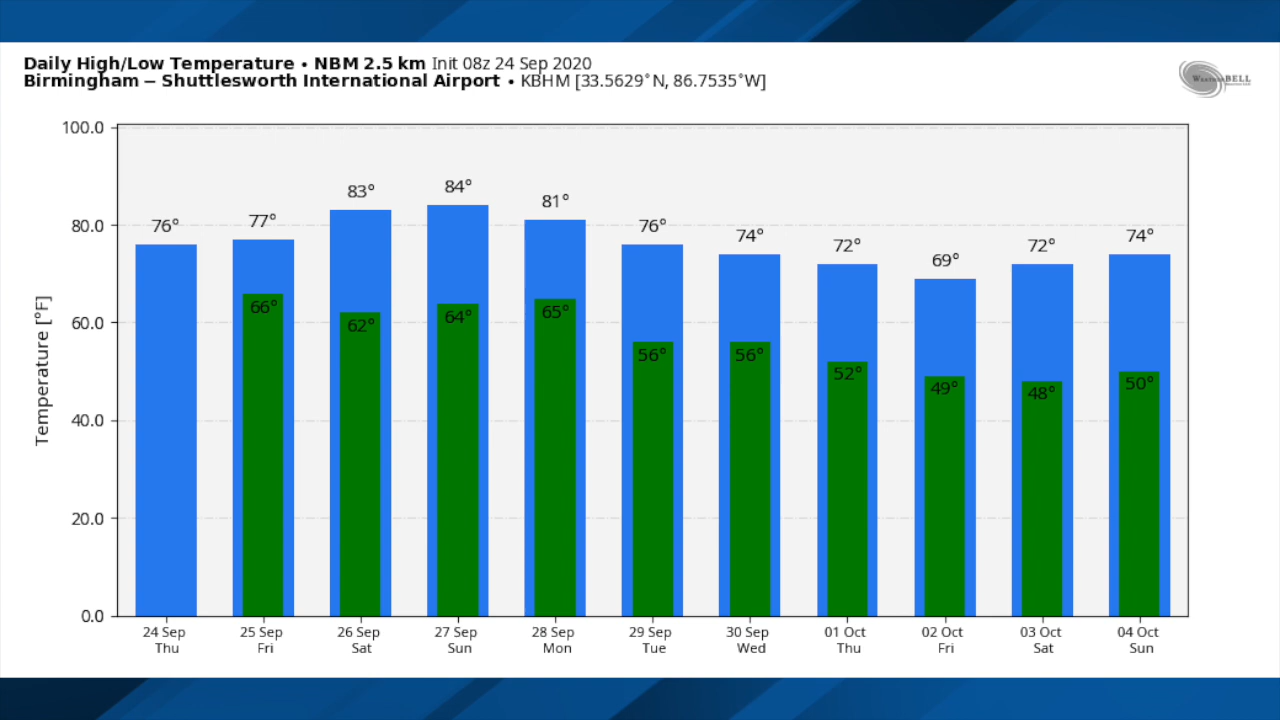 Daily High/Low Temperature • NBM 2.5 km Init 08z 24 Sep 2020
Birmingham – Shuttlesworth International Airport • KBHM [33.5629°N, 86.7535°W]
WeatherBELL
Temperature [°F]
100.0
80.0
60.0
40.0
20.0
0.0
76° 77° 83° 84° 81° 76° 74° 72° 69° 72° 74°
66° 62° 64° 65° 56° 56° 52° 49° 48° 50°
24 Sep 25 Sep 26 Sep 27 Sep 28 Sep 29 Sep 30 Sep 01 Oct 02 Oct 03 Oct 04 Oct
Thu Fri Sat Sun Mon Tue Wed Thu Fri Sat Sun